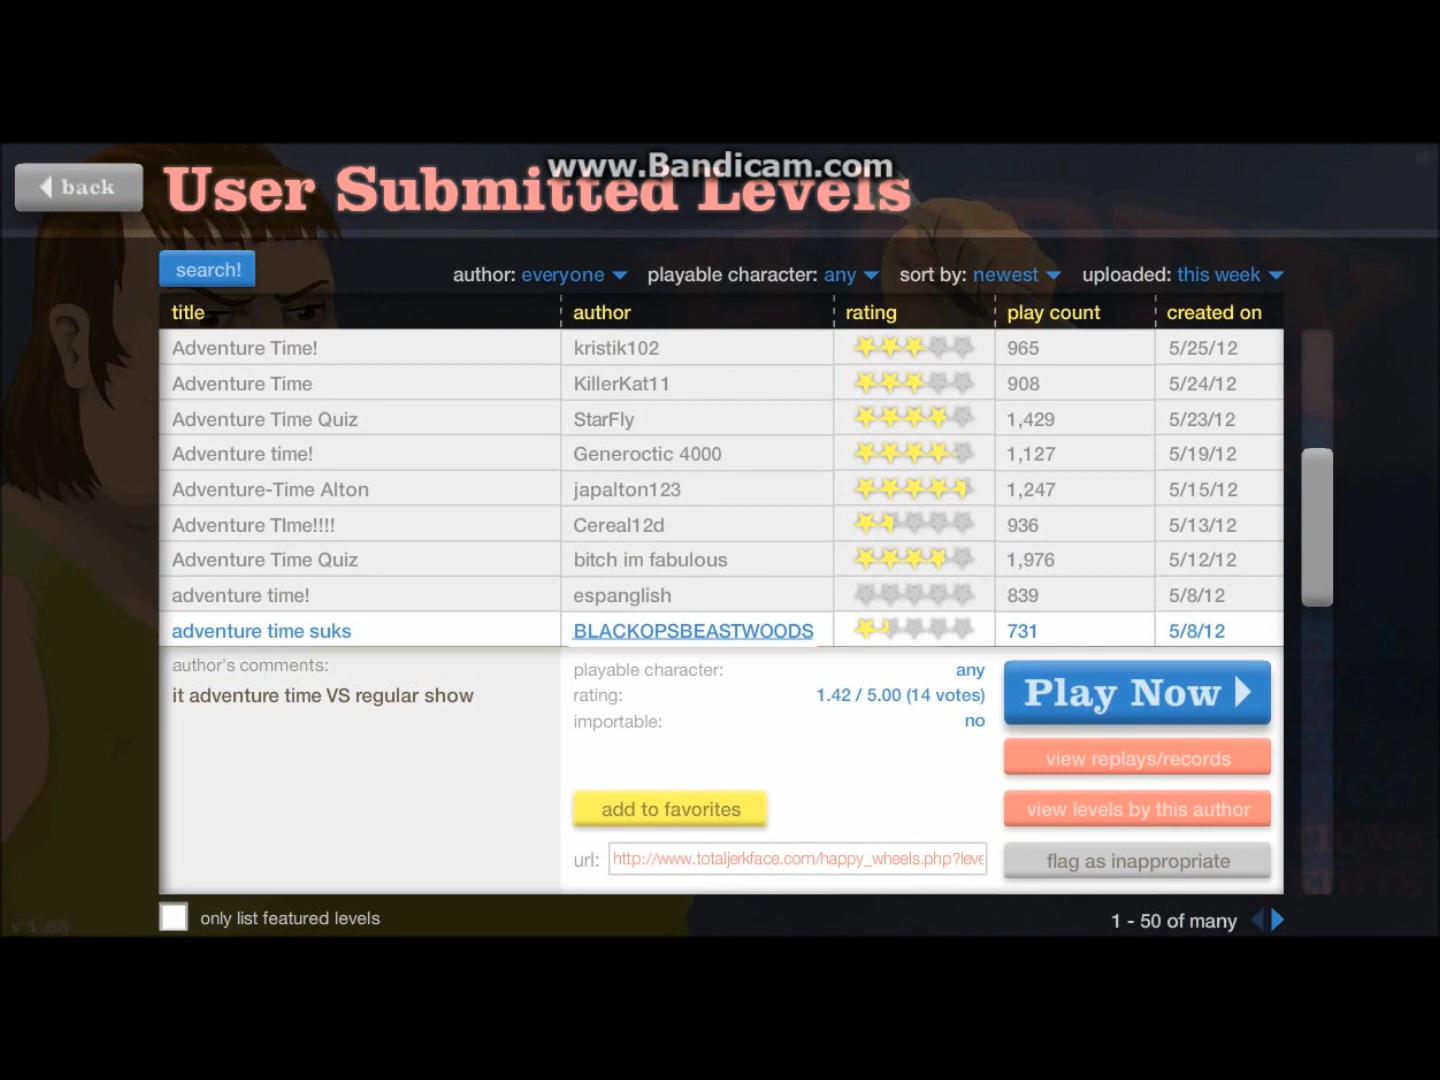 www.Bandicam.com
back
User Submitted Levels
search!
author: everyone playable character: any sort by: newest uploaded: this week
title author rating play count created on
Adventure Time! kristik102 965 5/25/12
Adventure Time KillerKat11 908 5/24/12
Adventure Time Quiz StarFly 1,429 5/23/12
Adventure time! Generoctic 4000 1,127 5/19/12
Adventure-Time Alton japalton123 1,247 5/15/12
Adventure TIme!!!! Cereal12d 936 5/13/12
Adventure Time Quiz bitch im fabulous 1,976 5/12/12
adventure time! espanglish 839 5/8/12
adventure time suks BLACKOPSBEASTWOODS 731 5/8/12
author's comments:
it adventure time VS regular show
playable character: any
rating: 1.42 / 5.00 (14 votes)
importable: no
Play Now
view replays/records
add to favorites
view levels by this author
url: http://www.totaljerkface.com/happy_wheels.php?leve
flag as inappropriate
only list featured levels
1 - 50 of many
v 1.65